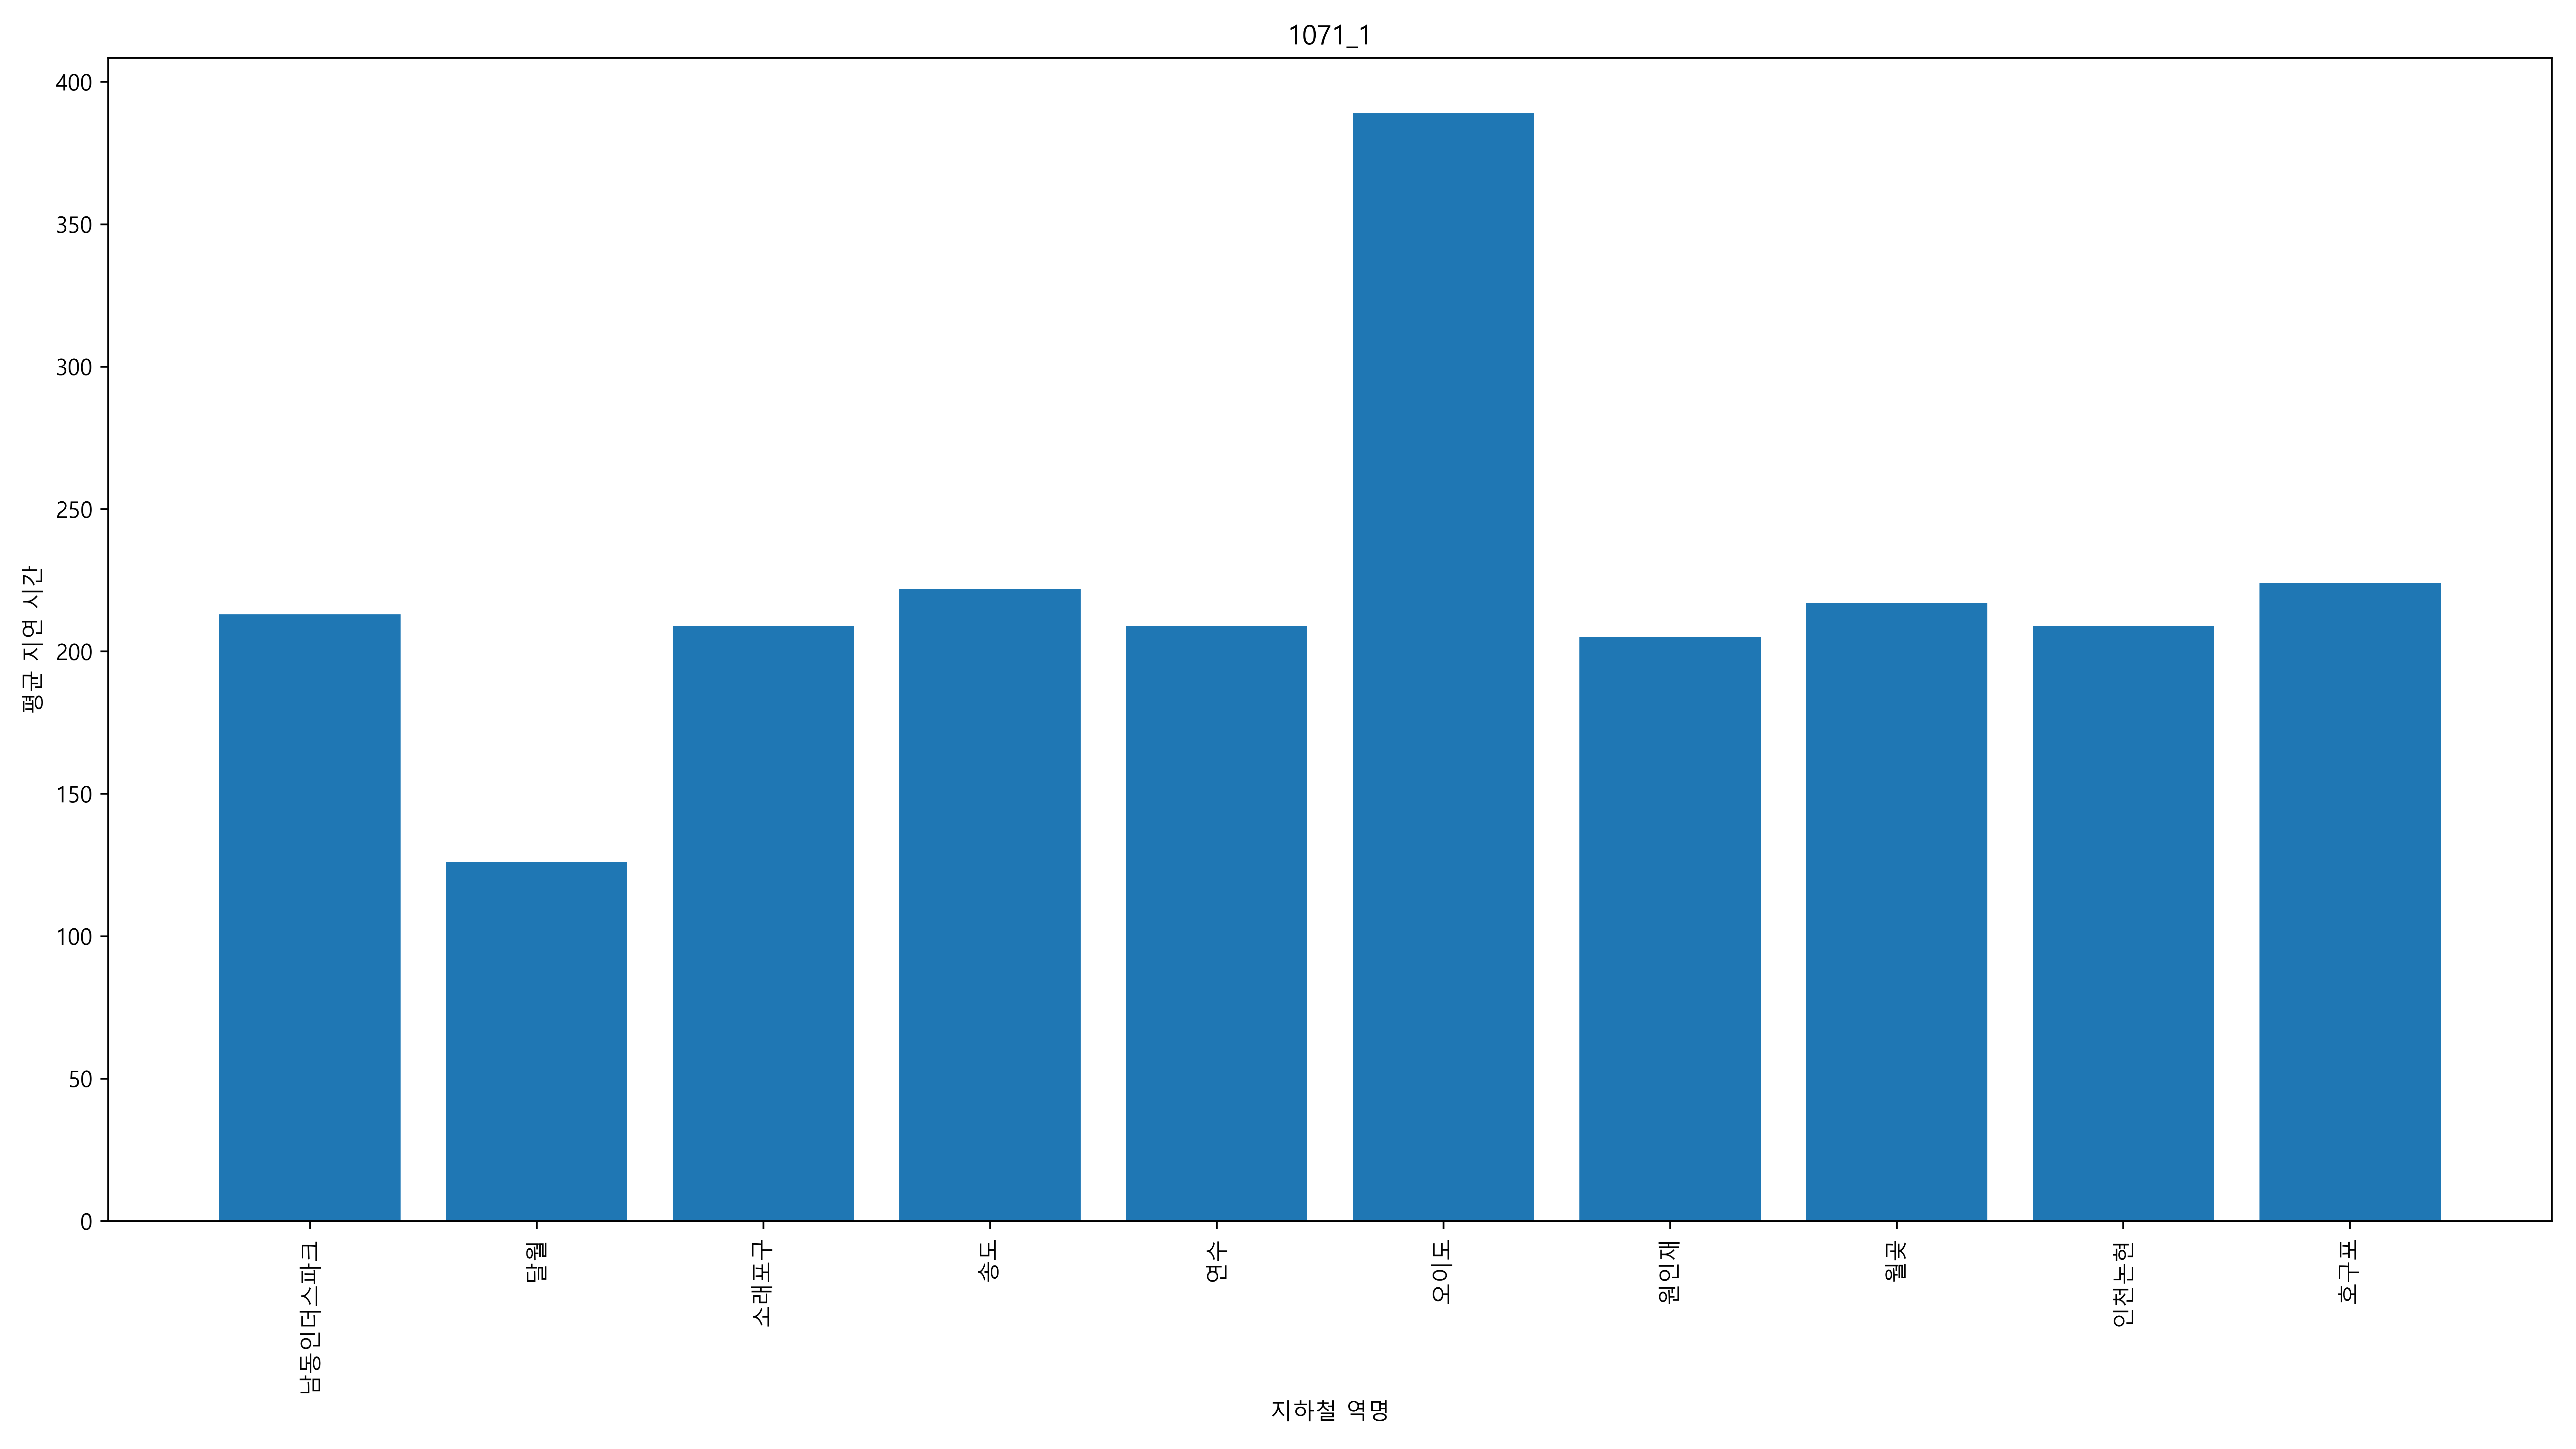 1071_1
400
350
300
250
200
150
100
50
0
평균 지연 시간
남동인더스파크
달월
소래포구
송도
연수
오이도
원인재
월곶
인천논현
호구포
지하철 역명